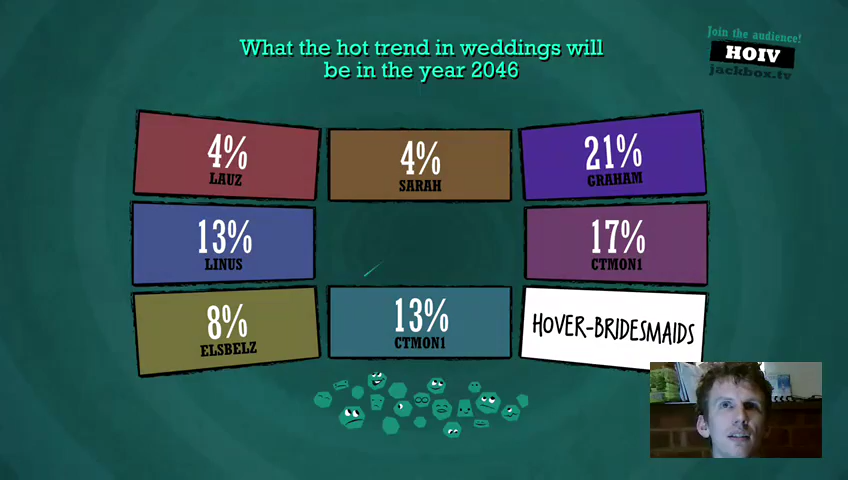 What the hot trend in weddings will
be in the year 2046
Join the audience!
HOIV
jackbox.tv
4%
LAUZ
4%
SARAH
21%
GRAHAM
13%
LINUS
17%
CTMON1
8%
ELSBELZ
13%
CTMON1
HOVER-BRIDESMAIDS